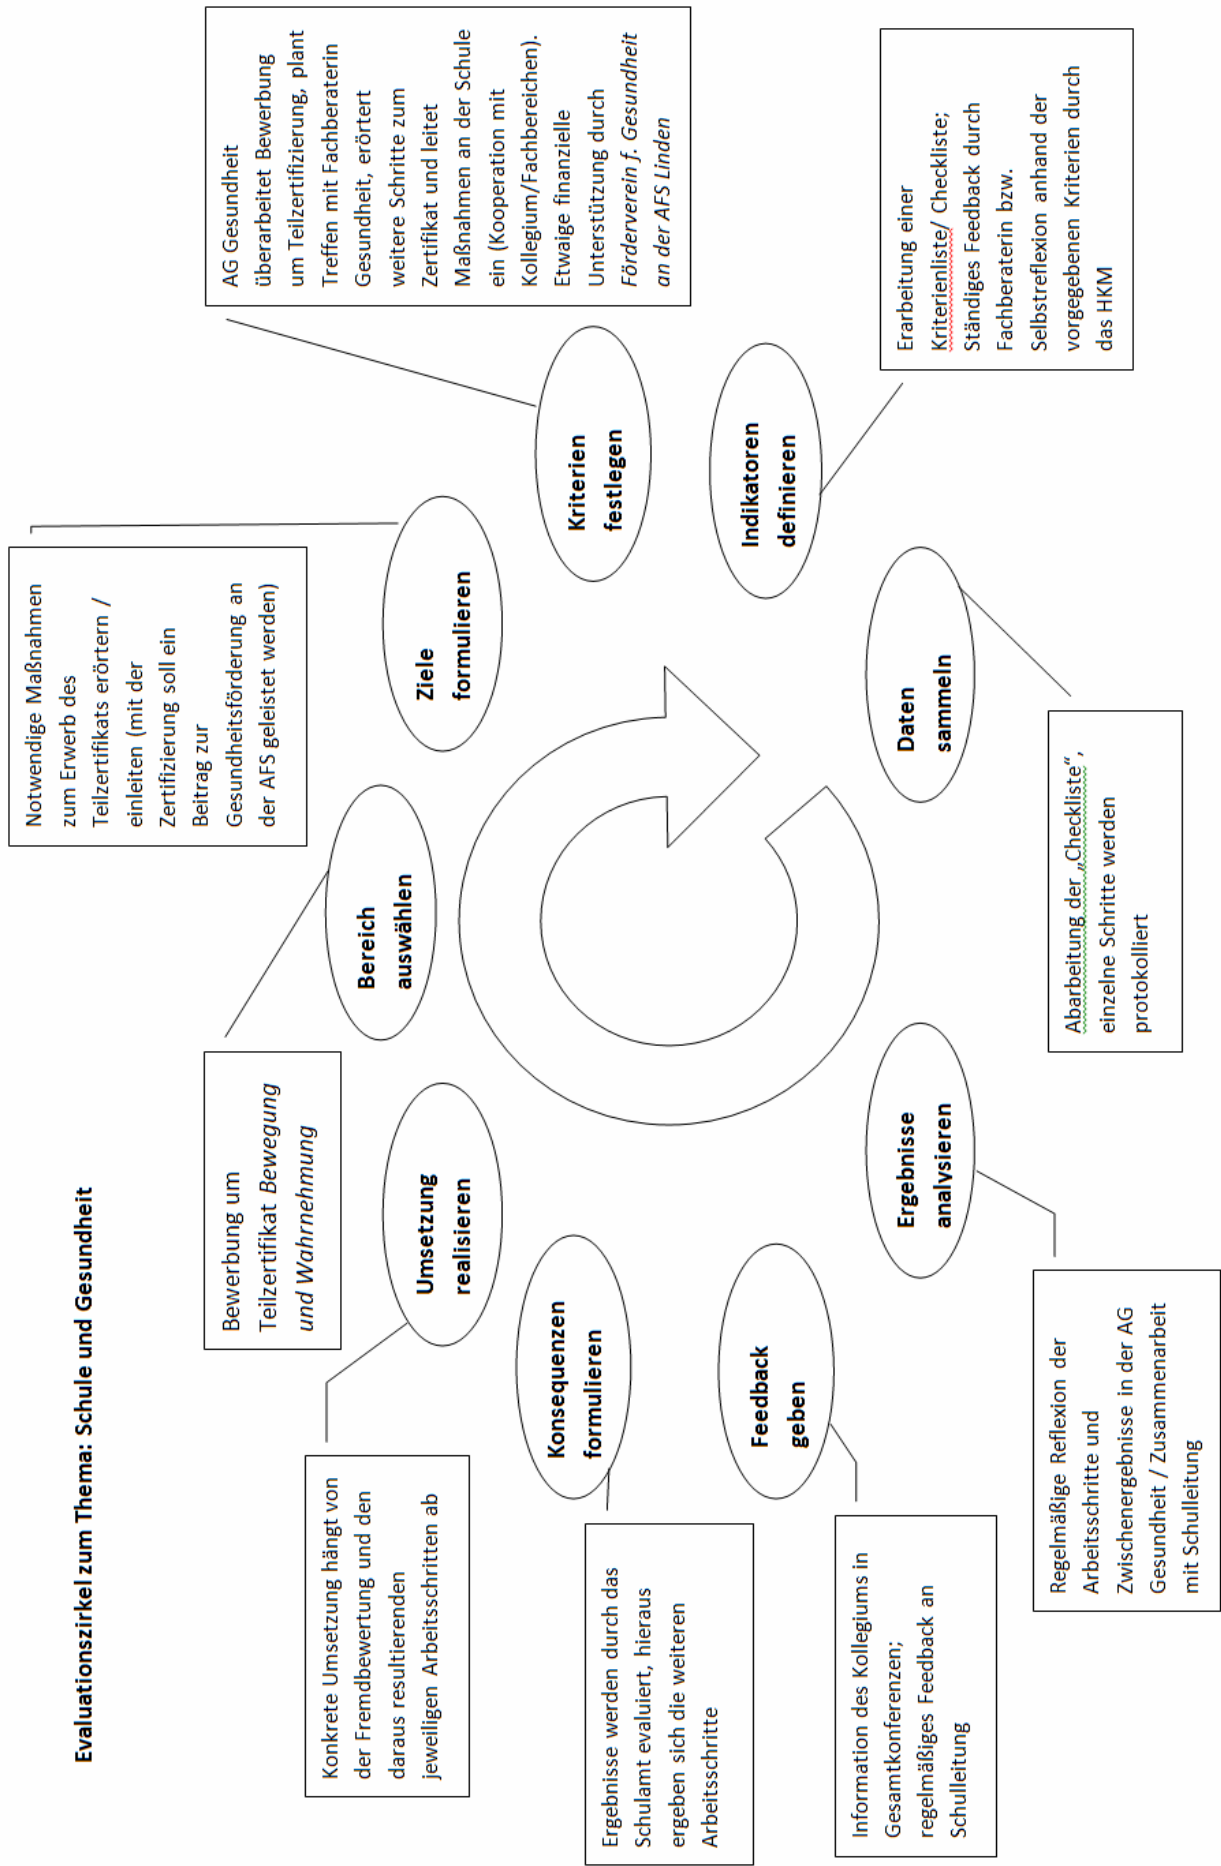 Evaluationszirkel zum Thema: Schule und Gesundheit
Bewerbung um
Teilzertifikat Bewegung
und Wahrnehmung
Bereich
auswählen
Notwendige Maßnahmen
zum Erwerb des
Teilzertifikats erörtern /
einleiten (mit der
Zertifizierung soll ein
Beitrag zur
Gesundheitsförderung an
der AFS geleistet werden)
Ziele
formulieren
AG Gesundheit
überarbeitet Bewerbung
um Teilzertifizierung, plant
Treffen mit Fachberaterin
Gesundheit, erörtert
weitere Schritte zum
Zertifikat und leitet
Maßnahmen an der Schule
ein (Kooperation mit
Kollegium/Fachbereichen).
Etwaige finanzielle
Unterstützung durch
Förderverein f. Gesundheit
an der AFS Linden
Kriterien
festlegen
Erarbeitung einer
Kriterienliste/ Checkliste;
Ständiges Feedback durch
Fachberaterin bzw.
Selbstreflexion anhand der
vorgegebenen Kriterien durch
das HKM
Indikatoren
definieren
Abarbeitung der „Checkliste“,
einzelne Schritte werden
protokolliert
Daten
sammeln
Regelmäßige Reflexion der
Arbeitsschritte und
Zwischenergebnisse in der AG
Gesundheit / Zusammenarbeit
mit Schulleitung
Ergebnisse
analysieren
Information des Kollegiums in
Gesamtkonferenzen;
regelmäßiges Feedback an
Schulleitung
Feedback
geben
Ergebnisse werden durch das
Schulamt evaluiert, hieraus
ergeben sich die weiteren
Arbeitsschritte
Konsequenzen
formulieren
Konkrete Umsetzung hängt von
der Fremdbewertung und den
daraus resultierenden
jeweiligen Arbeitsschritten ab
Umsetzung
realisieren